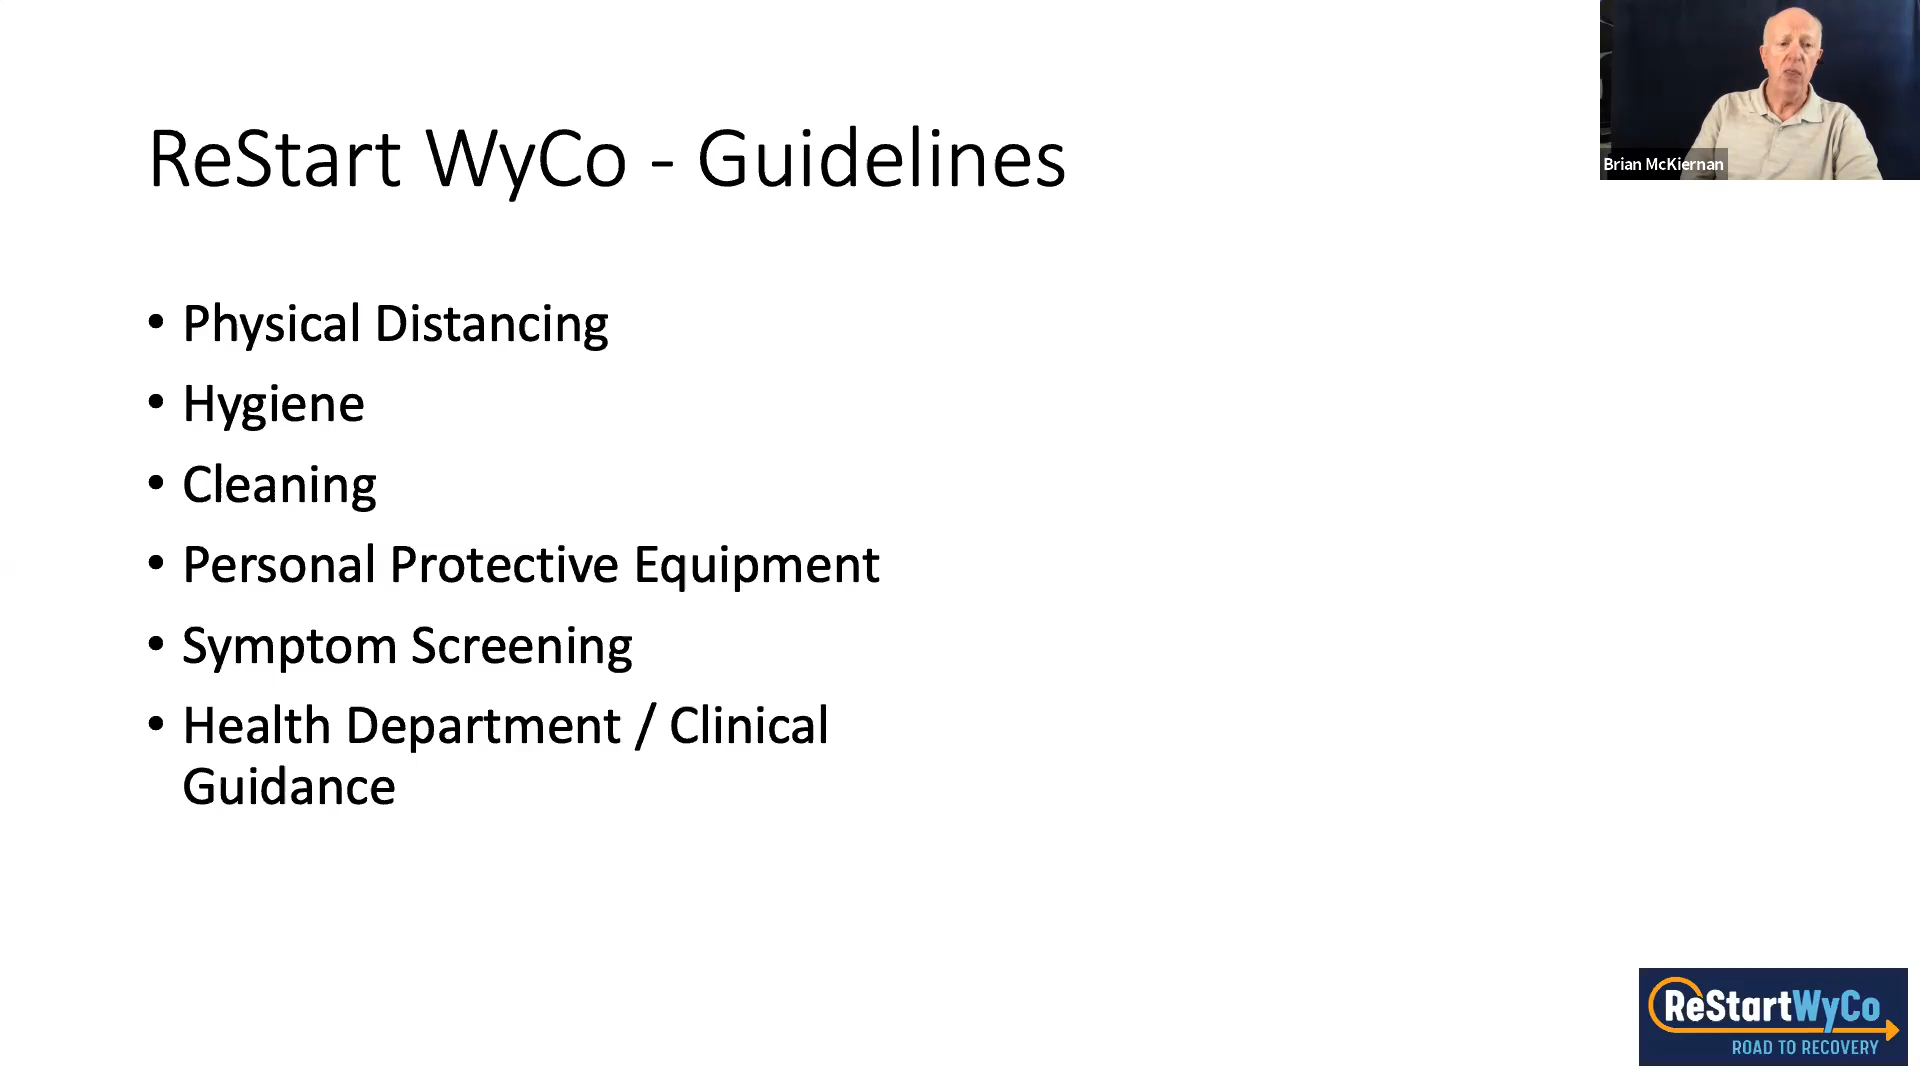 Brian McKiernan
ReStart WyCo - Guidelines
• Physical Distancing
• Hygiene
• Cleaning
• Personal Protective Equipment
• Symptom Screening
• Health Department / Clinical
Guidance
ReStartWyCo
ROAD TO RECOVERY